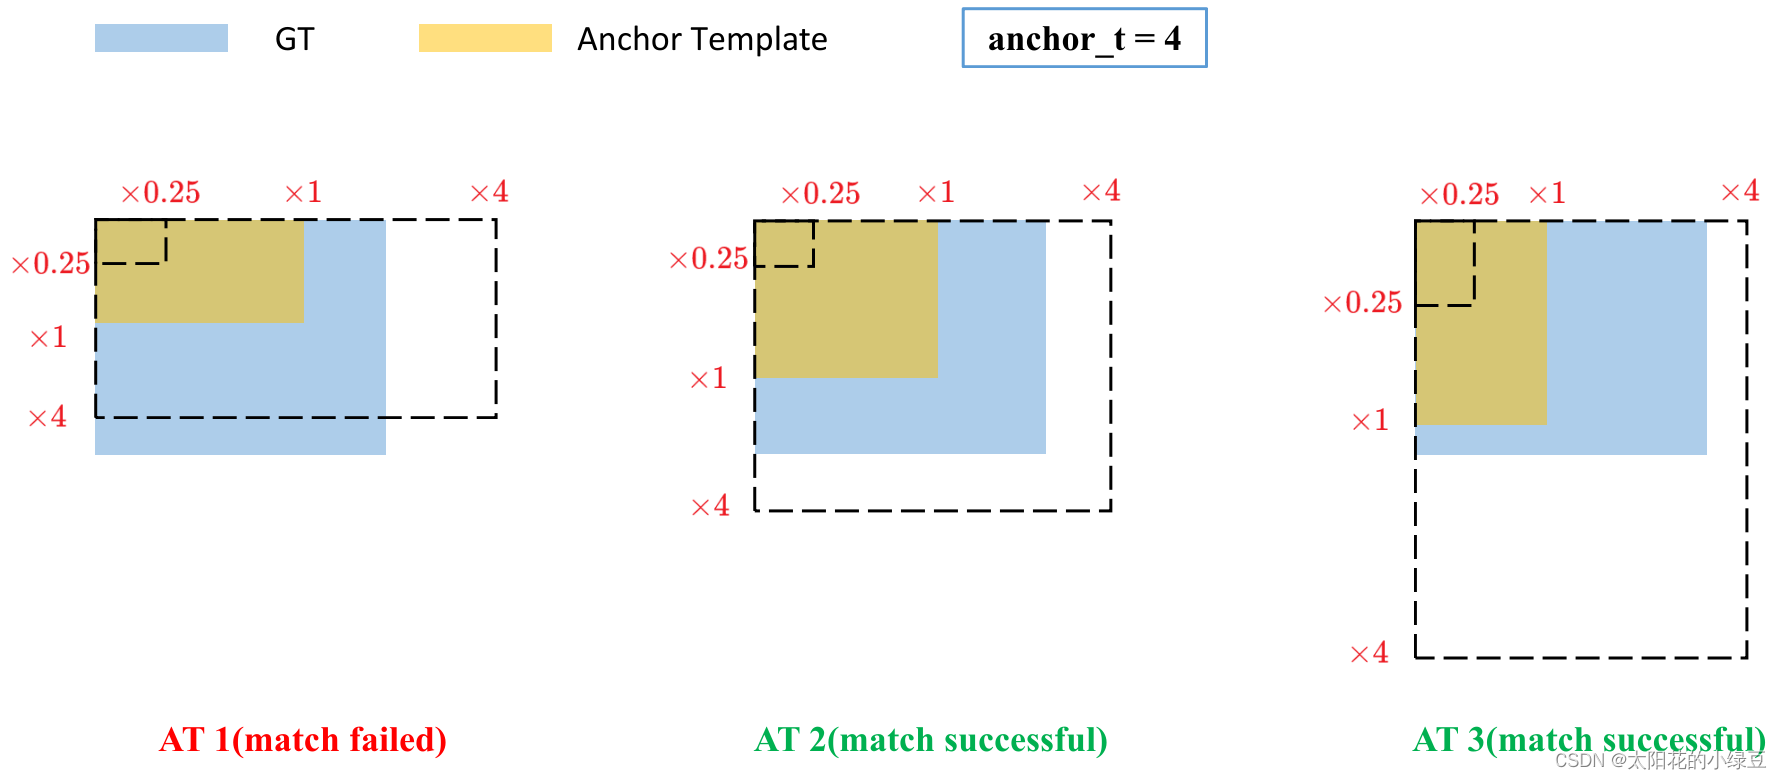 GT
Anchor Template
anchor_t = 4
×0.25 ×1 ×4
×0.25
×1
×4
×0.25 ×1 ×4
×0.25
×1
×4
×0.25 ×1 ×4
×0.25
×1
×4
AT 1(match failed)
AT 2(match successful)
AT 3(match successful)
CSDN @太阳花的小绿豆